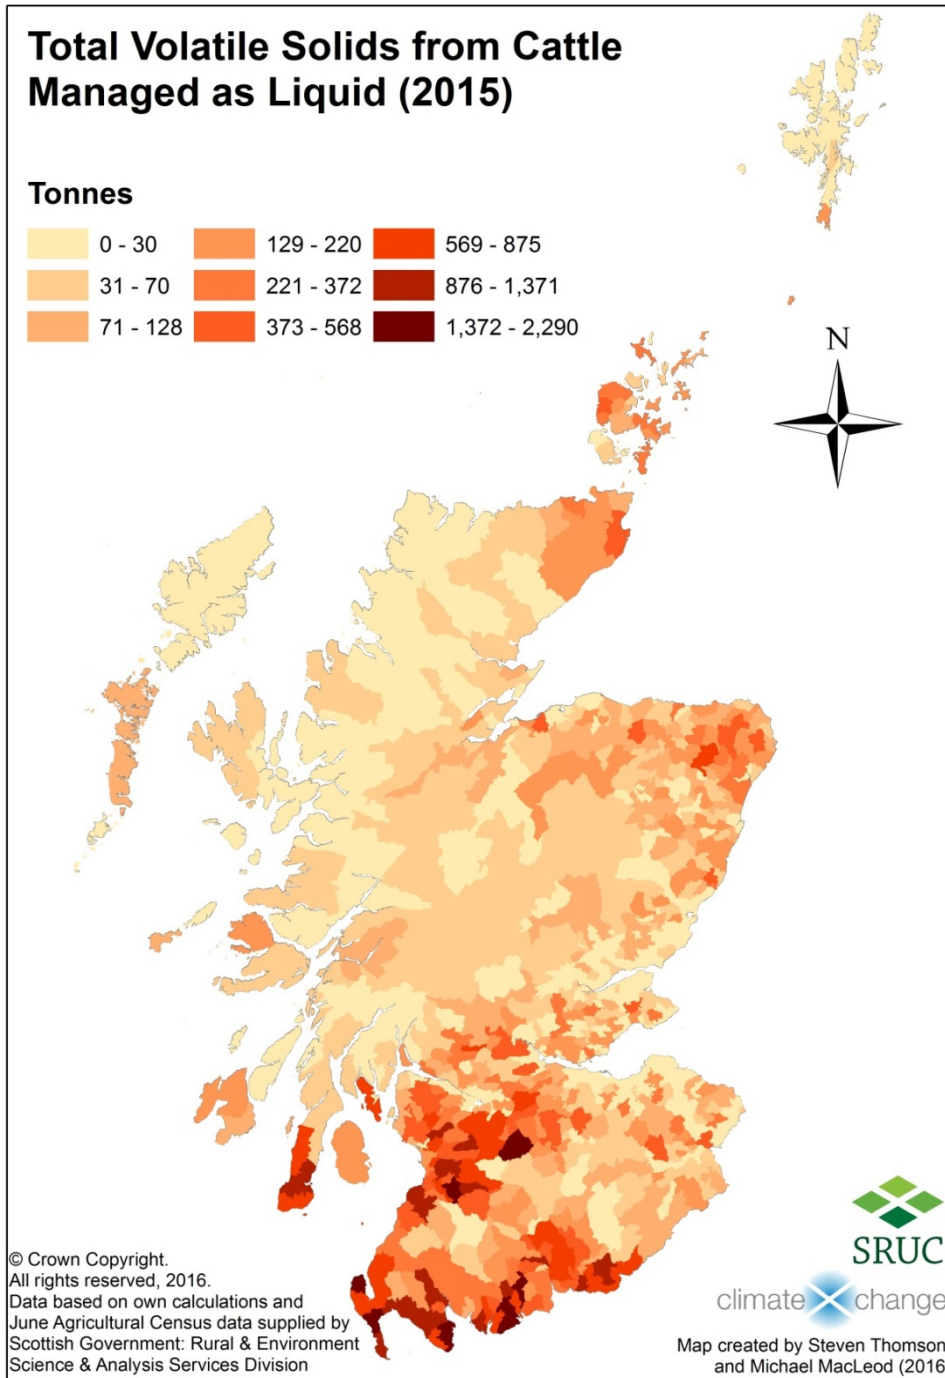 Total Volatile Solids from Cattle
Managed as Liquid (2015)
Tonnes
0 - 30
31 - 70
71 - 128
129 - 220
221 - 372
373 - 568
569 - 875
876 - 1,371
1,372 - 2,290
N
© Crown Copyright.
All rights reserved, 2016.
Data based on own calculations and
June Agricultural Census data supplied by
Scottish Government: Rural & Environment
Science & Analysis Services Division
SRUC
climate change
Map created by Steven Thomson
and Michael MacLeod (2016